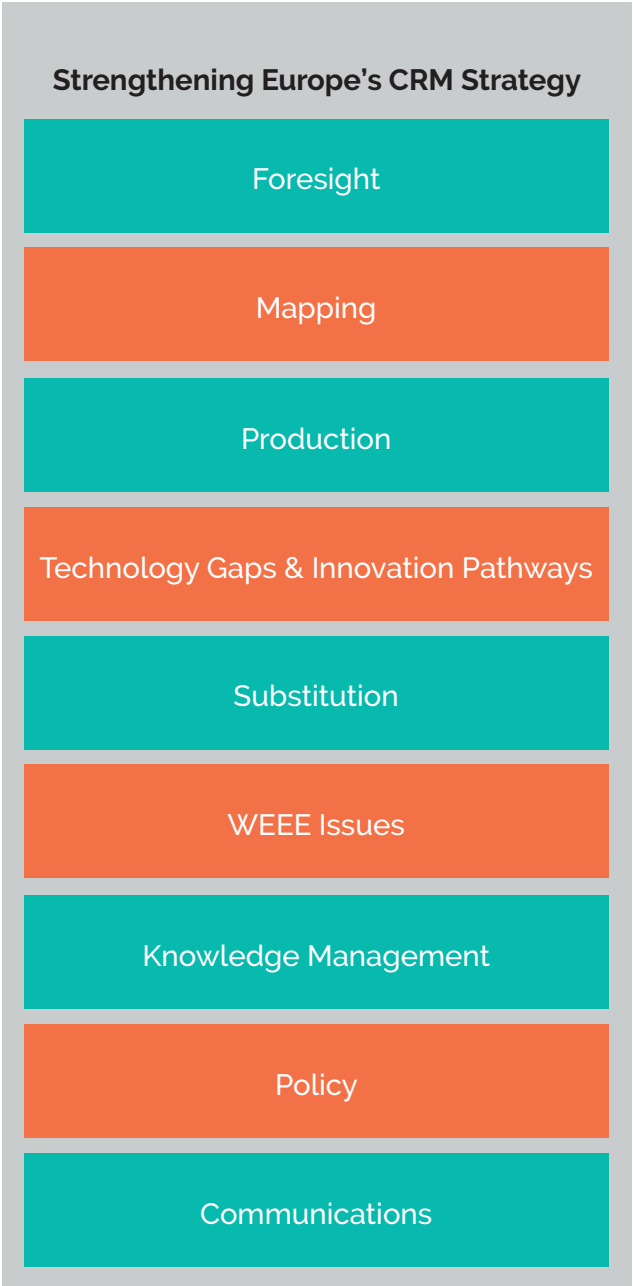 Strengthening Europe’s CRM Strategy
Foresight
Mapping
Production
Technology Gaps & Innovation Pathways
Substitution
WEEE Issues
Knowledge Management
Policy
Communications